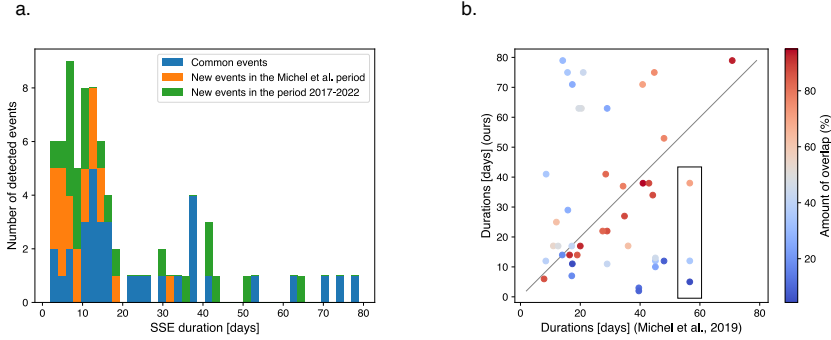 a.
Number of detected events
8
6
4
2
0
Common events
New events in the Michel et al. period
New events in the period 2017-2022
0 10 20 30 40 50 60 70 80
SSE duration [days]
b.
Durations [days] (ours)
80
70
60
50
40
30
20
10
0
0 20 40 60 80
Durations [days] (Michel et al., 2019)
80
60
40
20
Amount of overlap (%)